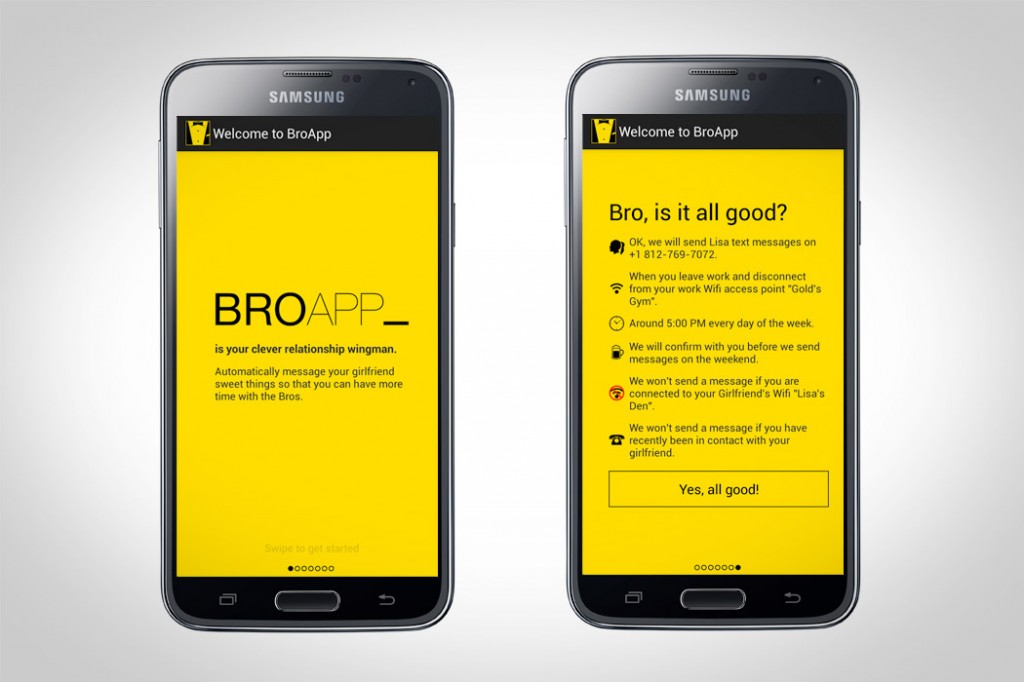 SAMSUNG
Welcome to BroApp
BROAPP_
is your clever relationship wingman.
Automatically message your girlfriend
sweet things so that you can have more
time with the Bros.
Swipe to get started
SAMSUNG
Welcome to BroApp
Bro, is it all good?
OK, we will send Lisa text messages on
+1 812-769-7072.
When you leave work and disconnect
from your work Wifi access point "Gold's
Gym".
Around 5:00 PM every day of the week.
We will confirm with you before we send
messages on the weekend.
We won't send a message if you are
connected to your Girlfriend's Wifi "Lisa's
Den".
We won't send a message if you have
recently been in contact with your
girlfriend.
Yes, all good!